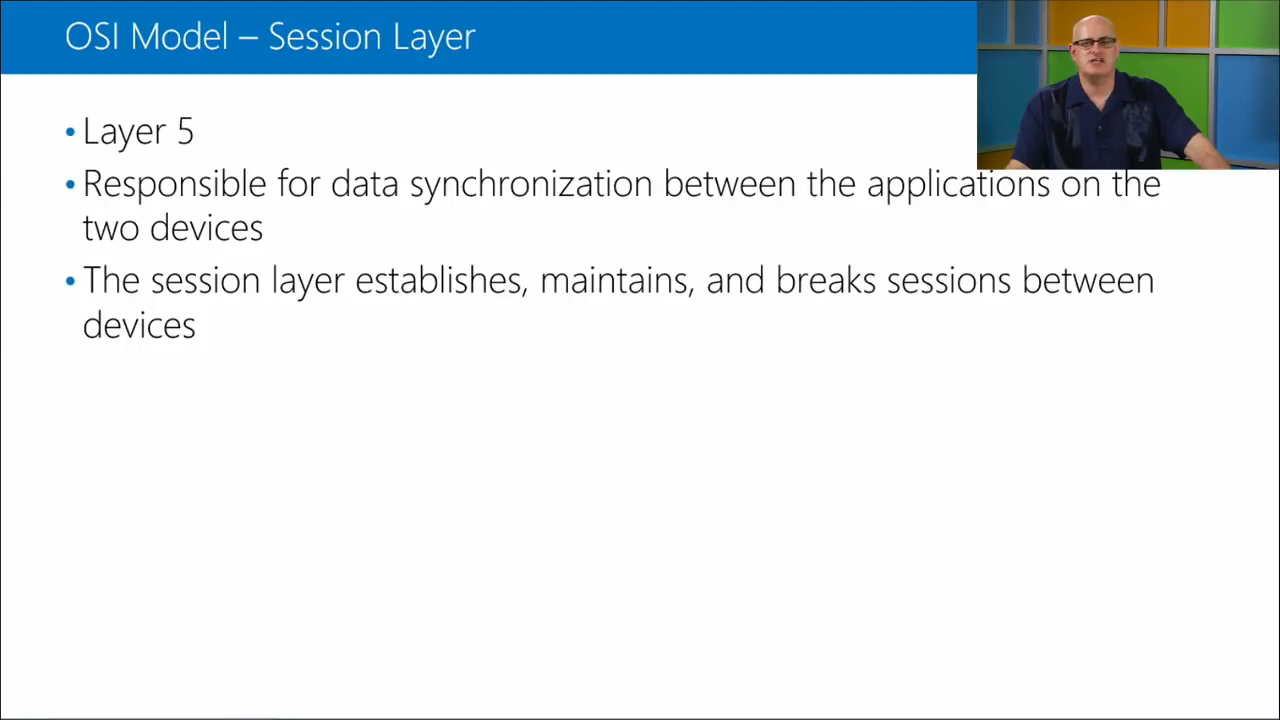 OSI Model – Session Layer
• Layer 5
• Responsible for data synchronization between the applications on the
two devices
• The session layer establishes, maintains, and breaks sessions between
devices